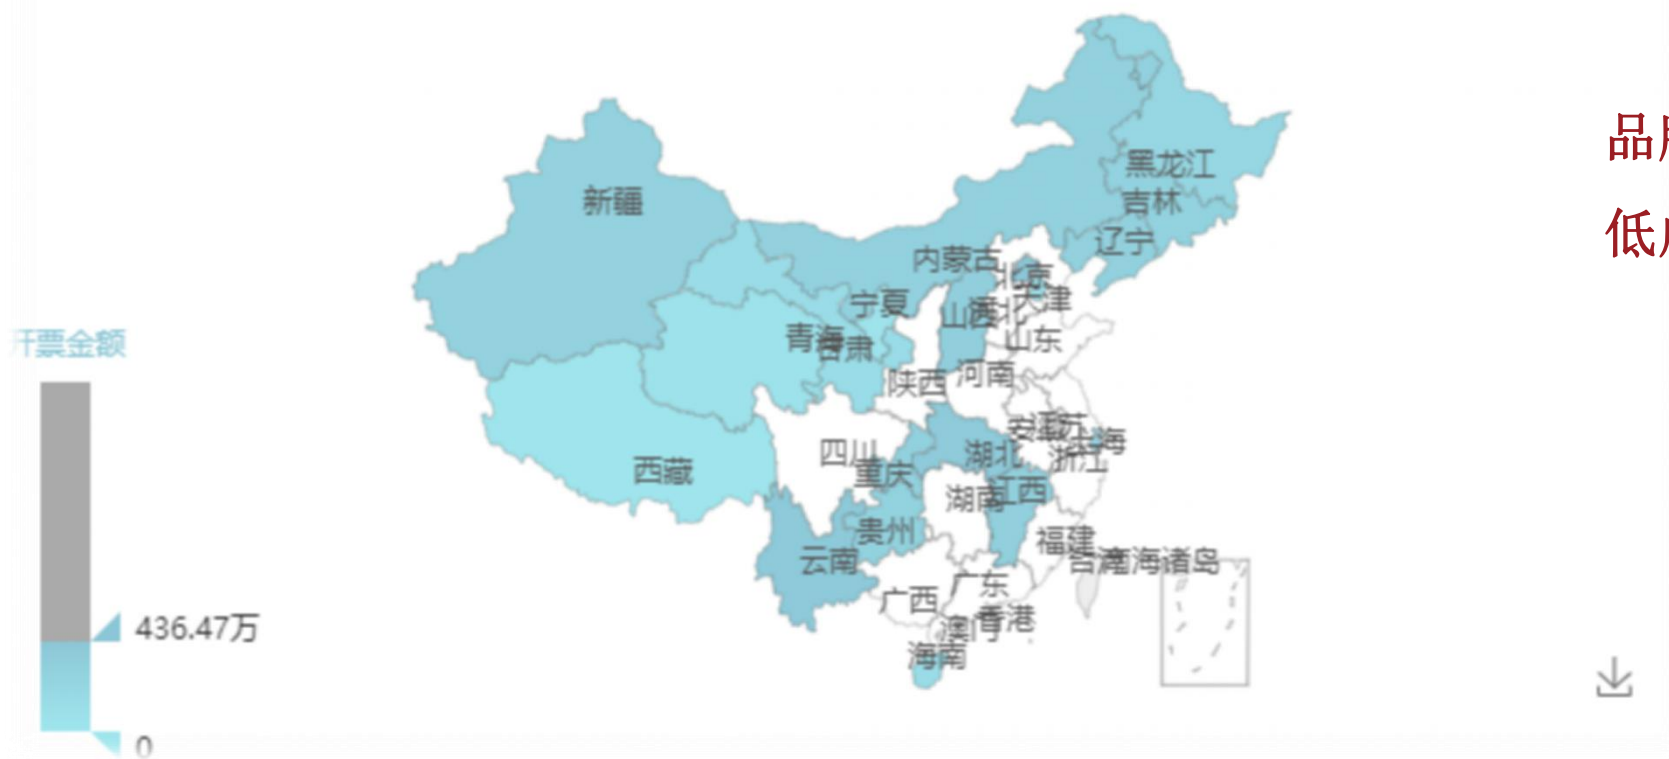 黑龙江
吉林
新疆
辽宁
内蒙古
北京
天津
宁夏
山西
河北
青海
甘肃
山东
陕西
河南
安徽
江苏
上海
四川
湖北
浙江
重庆
西藏
湖南
江西
贵州
福建
云南
台湾
南海诸岛
广东
广西
香港
澳门
海南
开票金额
436.47万
0
品
低